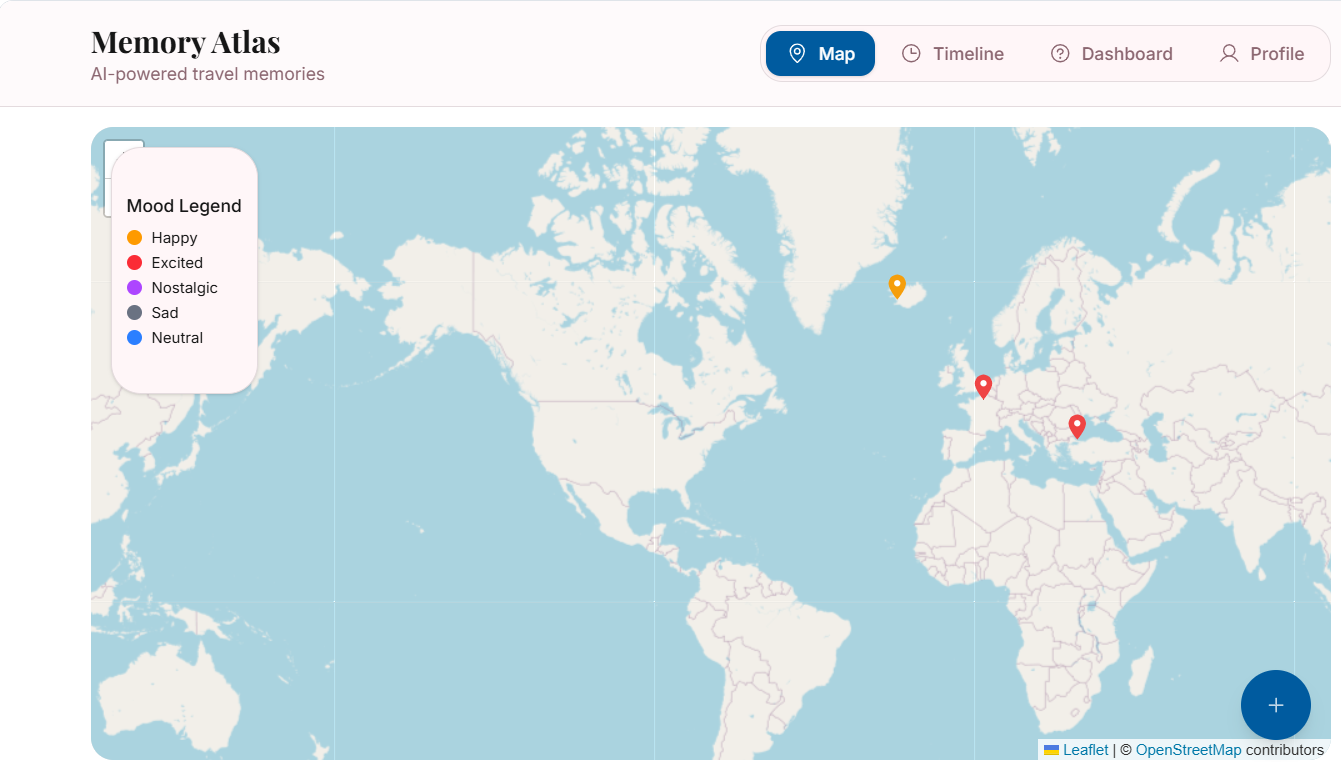 Memory Atlas
AI-powered travel memories
Map
Timeline
Dashboard
Profile
Mood Legend
Happy
Excited
Nostalgic
Sad
Neutral
+
Leaflet | © OpenStreetMap contributors